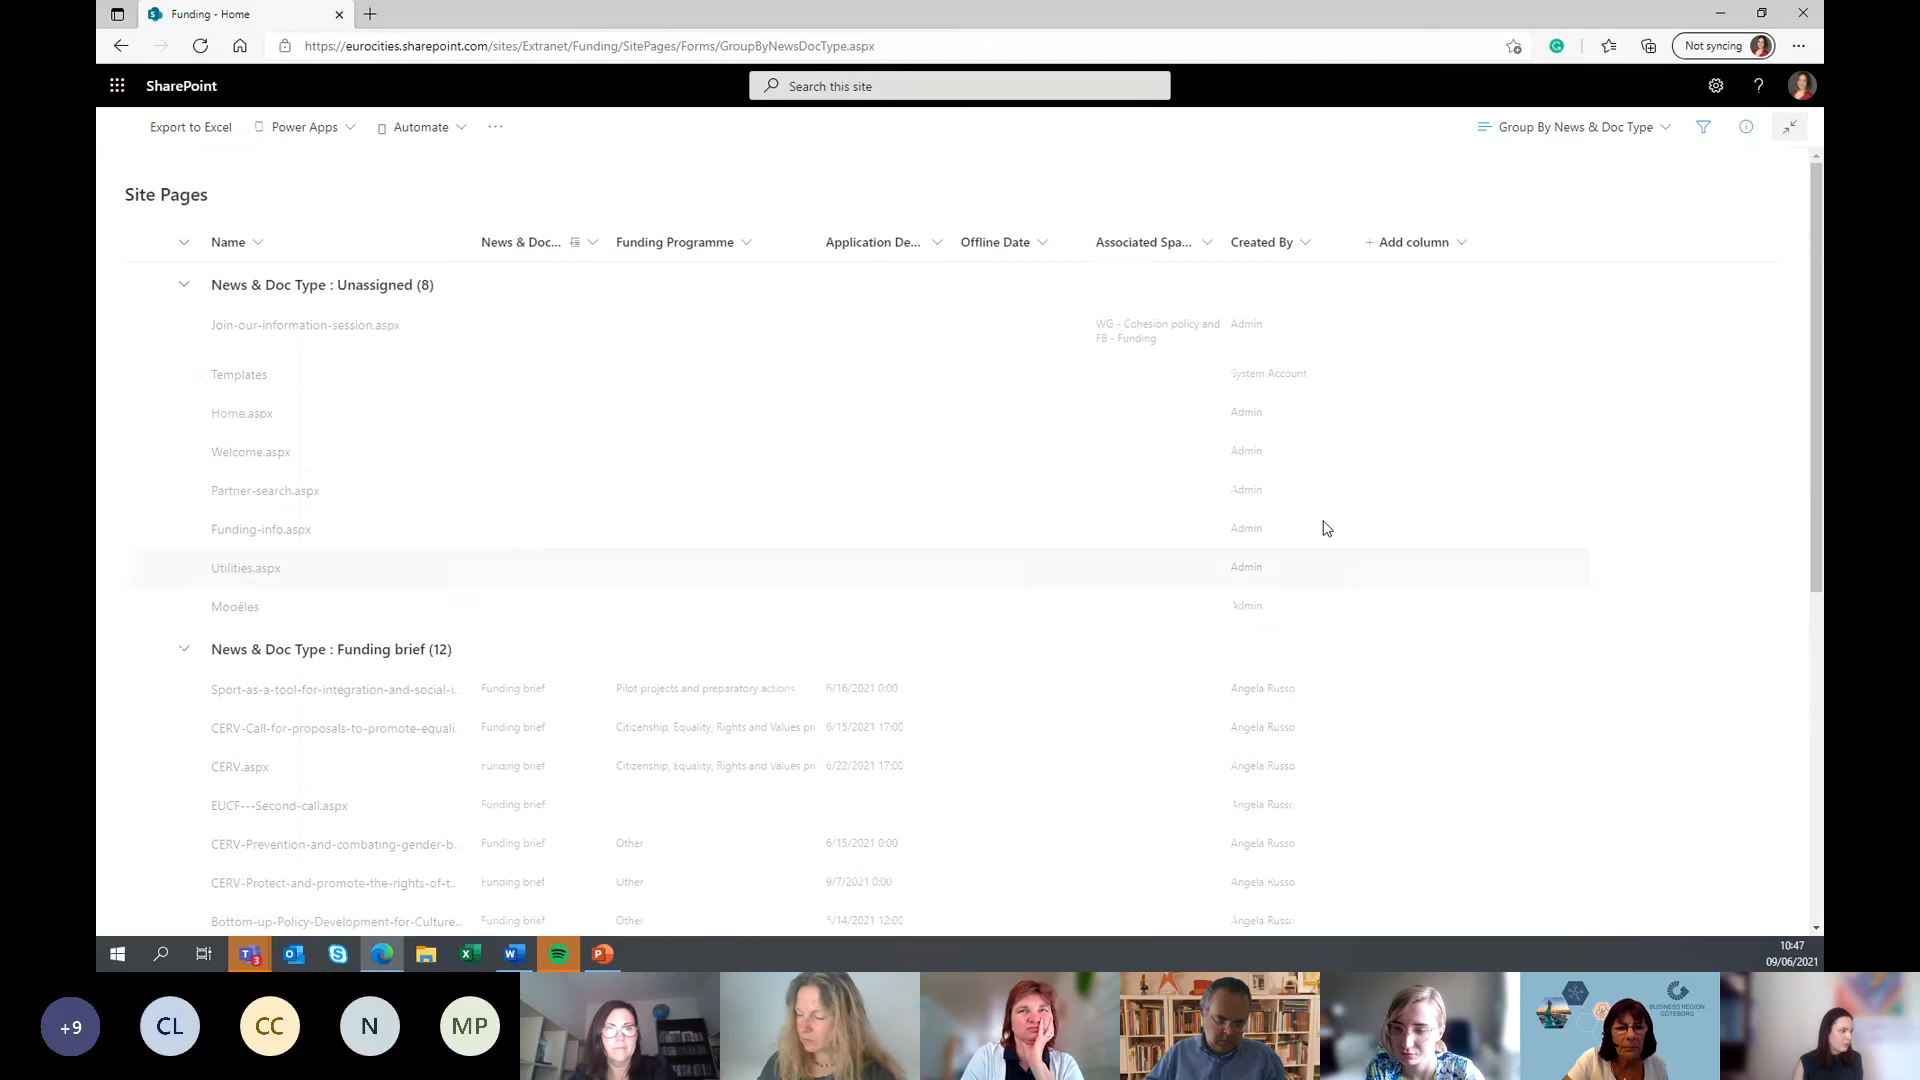 Funding - Home
https://eurocities.sharepoint.com/sites/Extranet/Funding/SitePages/Forms/GroupByNewsDocType.aspx
Not syncing
SharePoint
Search this site
Export to Excel
Power Apps
Automate
Group By News & Doc Type
Site Pages
Name
News & Doc...
Funding Programme
Application De...
Offline Date
Associated Spa...
Created By
+ Add column
News & Doc Type : Unassigned (8)
Join-our-information-session.aspx
WG - Cohesion policy and
FB - Funding
Admin
Templates
System Account
Home.aspx
Admin
Welcome.aspx
Admin
Partner-search.aspx
Admin
Funding-info.aspx
Admin
Utilities.aspx
Admin
Modèles
Admin
News & Doc Type : Funding brief (12)
Sport-as-a-tool-for-integration-and-social-i...
Funding brief
Pilot projects and preparatory actions
6/16/2021 0:00
Angela Russo
CERV-Call-for-proposals-to-promote-equali...
Funding brief
Citizenship, Equality, Rights and Values pr
6/15/2021 17:00
Angela Russo
CERV.aspx
Funding brief
Citizenship, Equality, Rights and Values pr
6/22/2021 17:00
Angela Russo
EUCF---Second-call.aspx
Funding brief
Angela Russo
CERV-Prevention-and-combating-gender-b...
Funding brief
Other
6/15/2021 0:00
Angela Russo
CERV-Protect-and-promote-the-rights-of-t...
Funding brief
Other
9/7/2021 0:00
Angela Russo
Bottom-up-Policy-Development-for-Culture...
Funding brief
Other
5/14/2021 12:00
Angela Russo
10:47
09/06/2021
+9
CL
CC
N
MP
BUSINESS REGION
GÖTEBORG